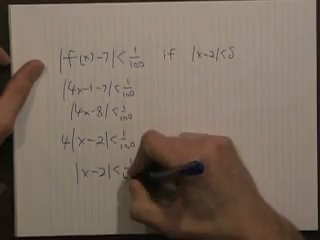 |f(x)-7| < 1/100 if |x-2| < δ
|4x-1-7| < 1/100
|4x-8| < 1/100
4|x-2| < 1/100
|x-2| <